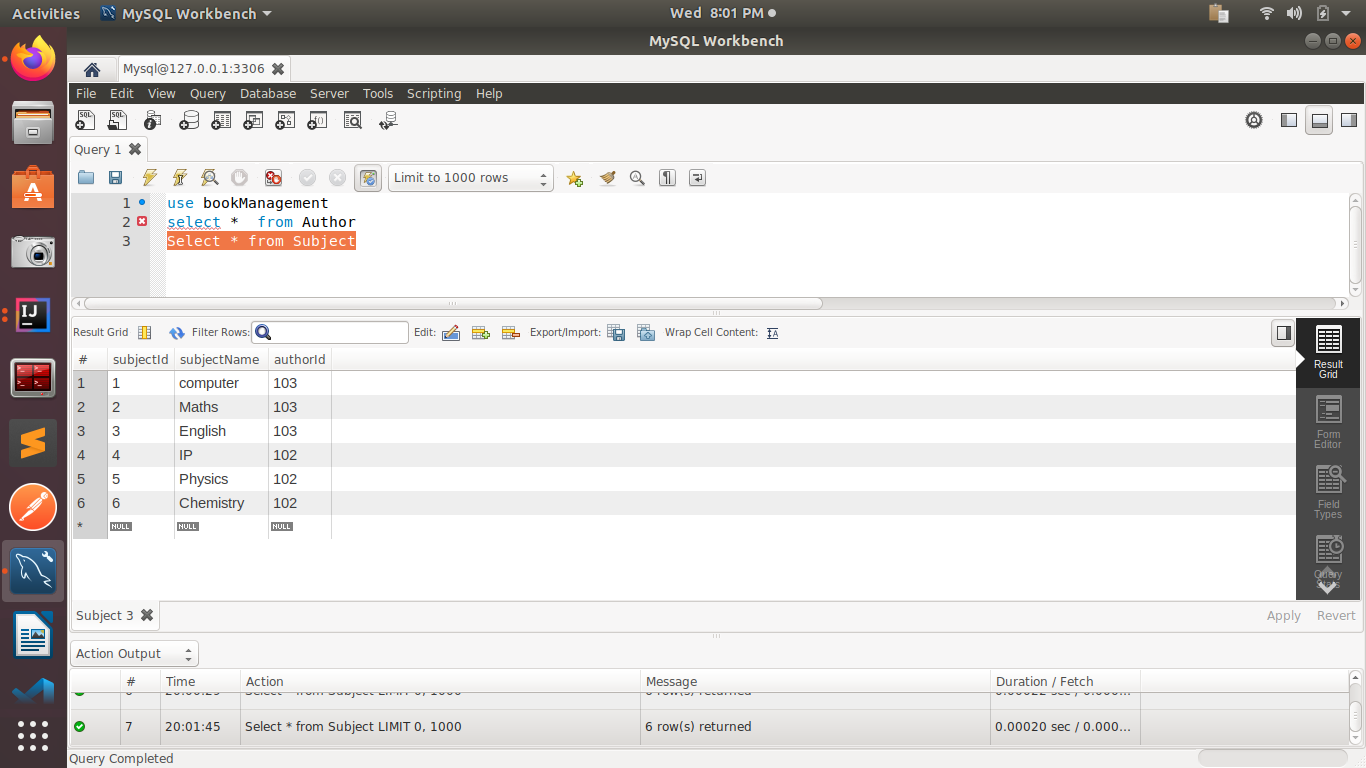 Activities MySQL Workbench Wed 8:01 PM
MySQL Workbench
Mysql@127.0.0.1:3306
File Edit View Query Database Server Tools Scripting Help
Query 1
Limit to 1000 rows
1 use bookManagement
2 select * from Author
3 Select * from Subject
Result Grid Filter Rows: Edit: Export/Import: Wrap Cell Content:
Result
Grid
Form
Editor
Field
Types
Query
Stats
# subjectId subjectName authorId
1 1 computer 103
2 2 Maths 103
3 3 English 103
4 4 IP 102
5 5 Physics 102
6 6 Chemistry 102
* NULL NULL NULL
Subject 3 Apply Revert
Action Output
# Time Action Message Duration / Fetch
6 20:00:29 Select * from Subject LIMIT 0, 1000 6 row(s) returned 0.00022 sec / 0.000...
7 20:01:45 Select * from Subject LIMIT 0, 1000 6 row(s) returned 0.00020 sec / 0.000...
Query Completed